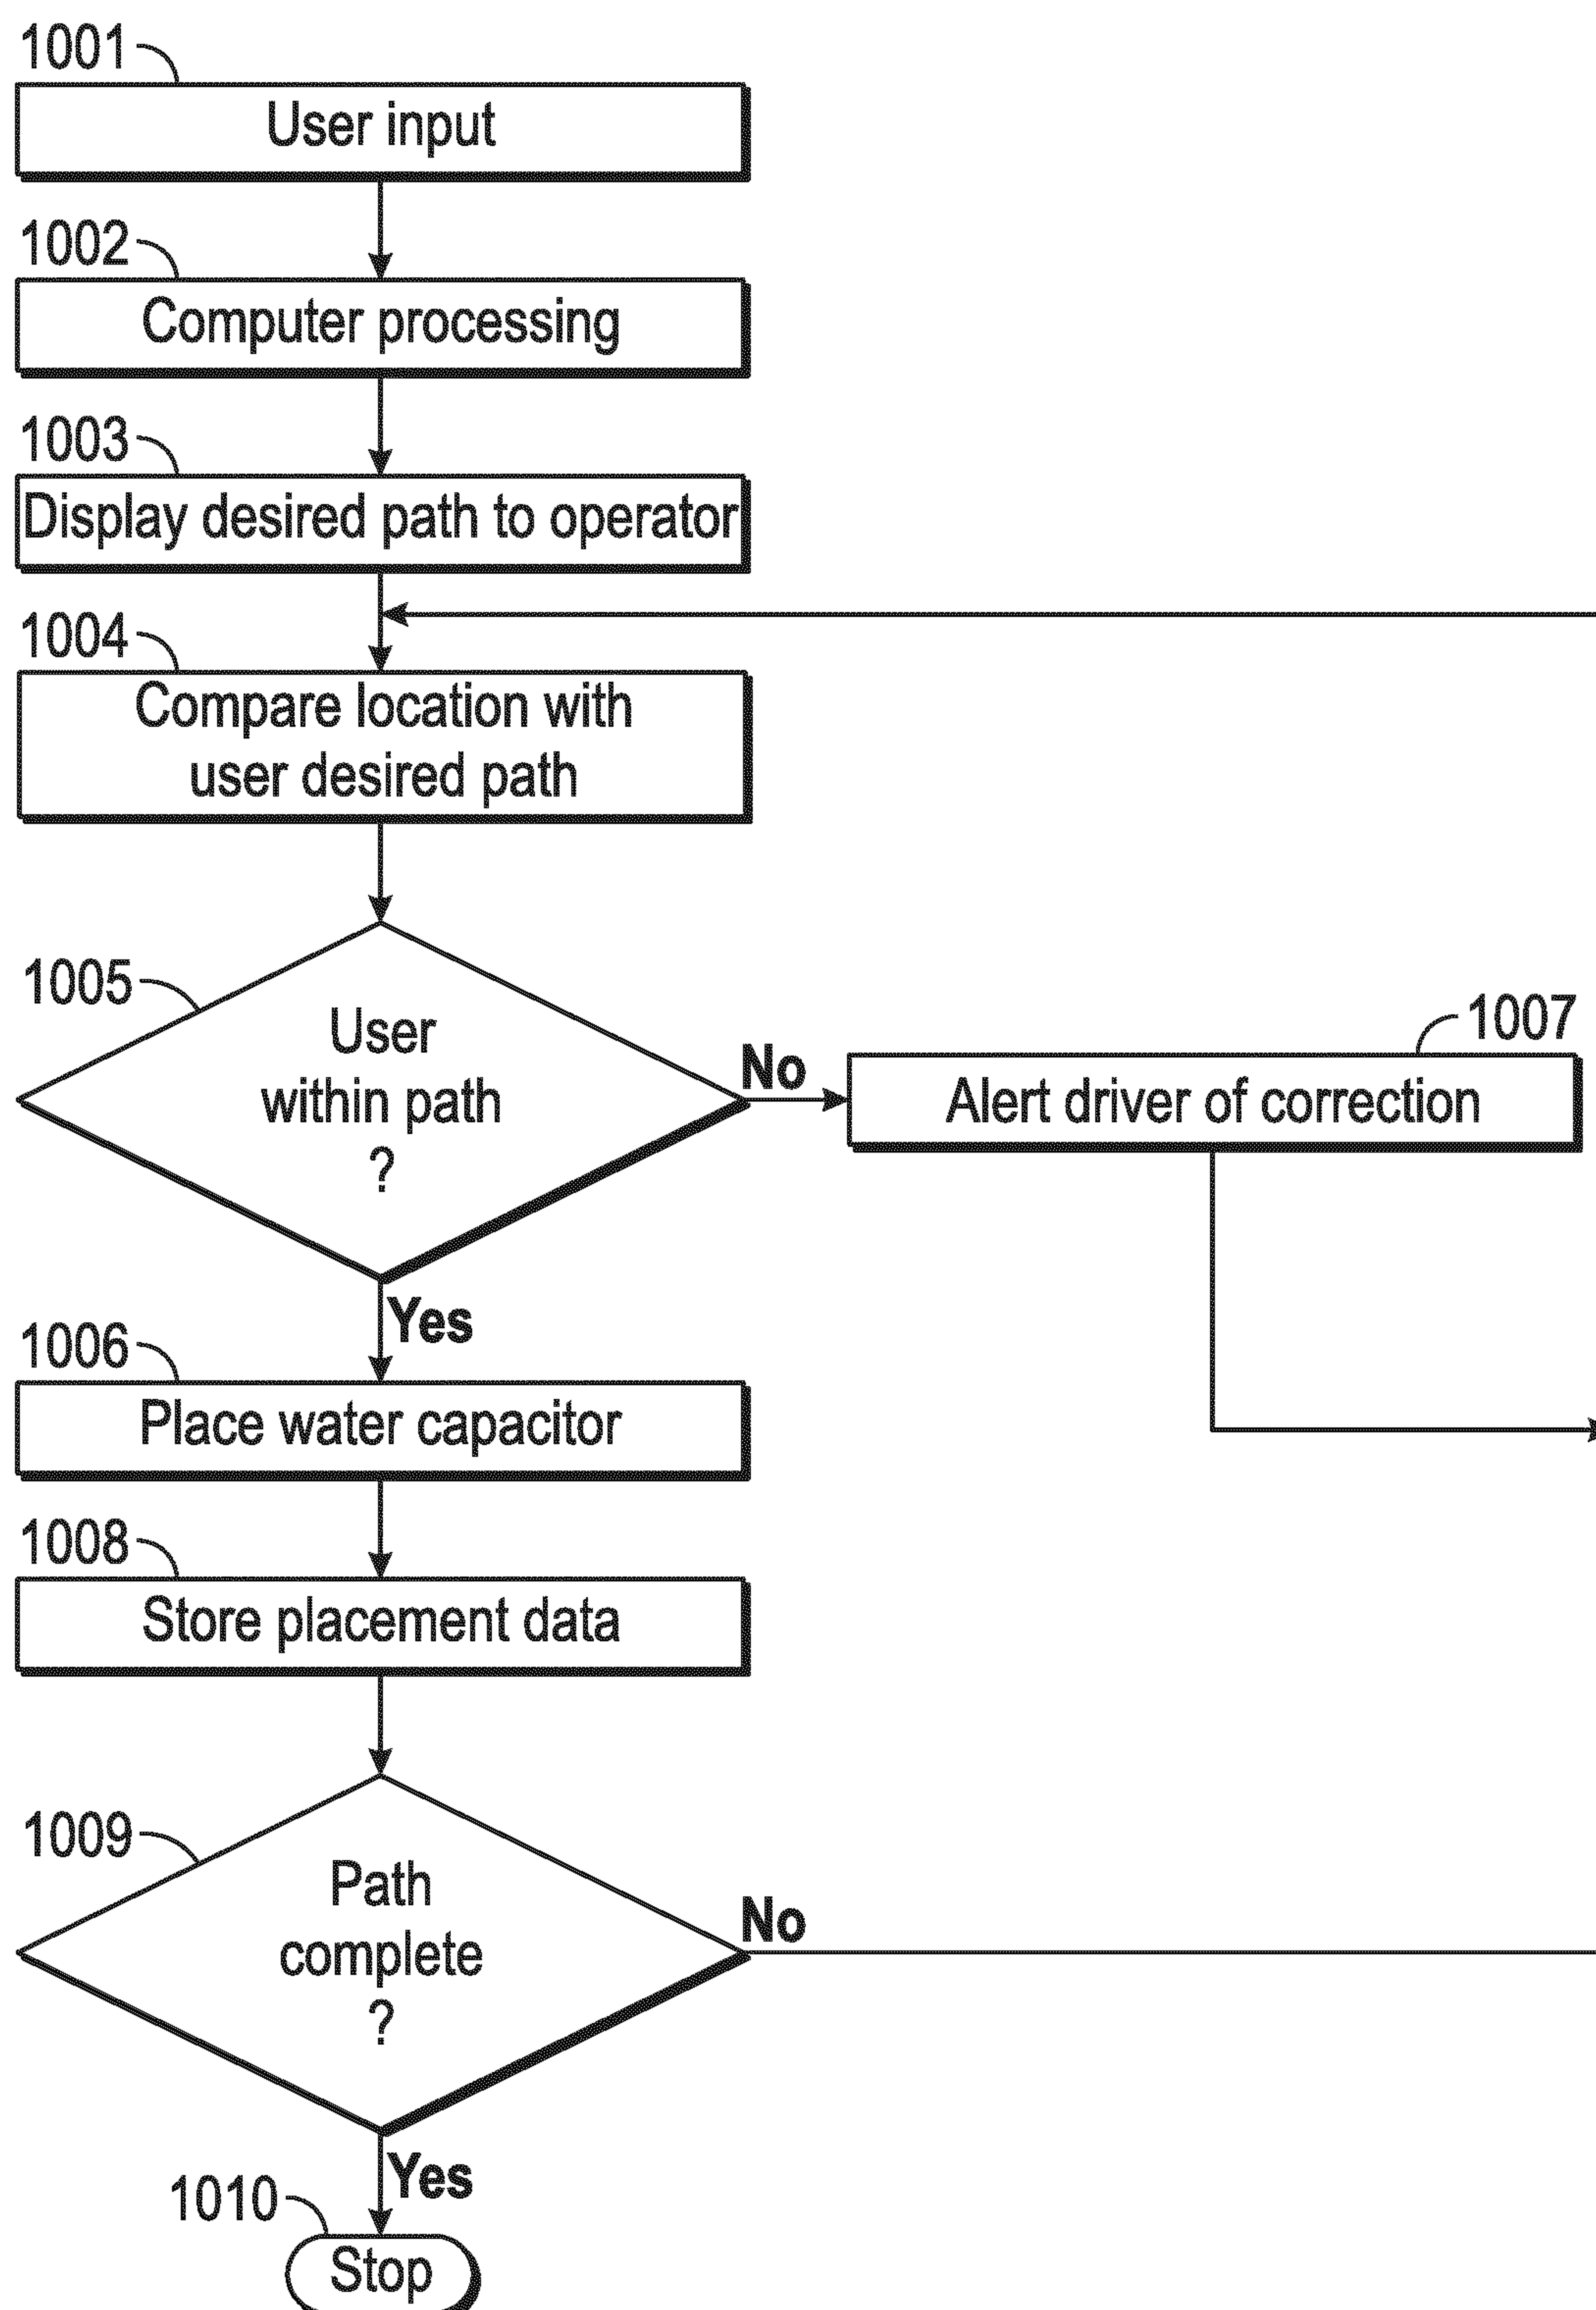 1001
User input
1002
Computer processing
1003
Display desired path to operator
1004
Compare location with
user desired path
1005
User
within path
?
No
1007
Alert driver of correction
Yes
1006
Place water capacitor
1008
Store placement data
1009
Path
complete
?
No
Yes
1010
Stop